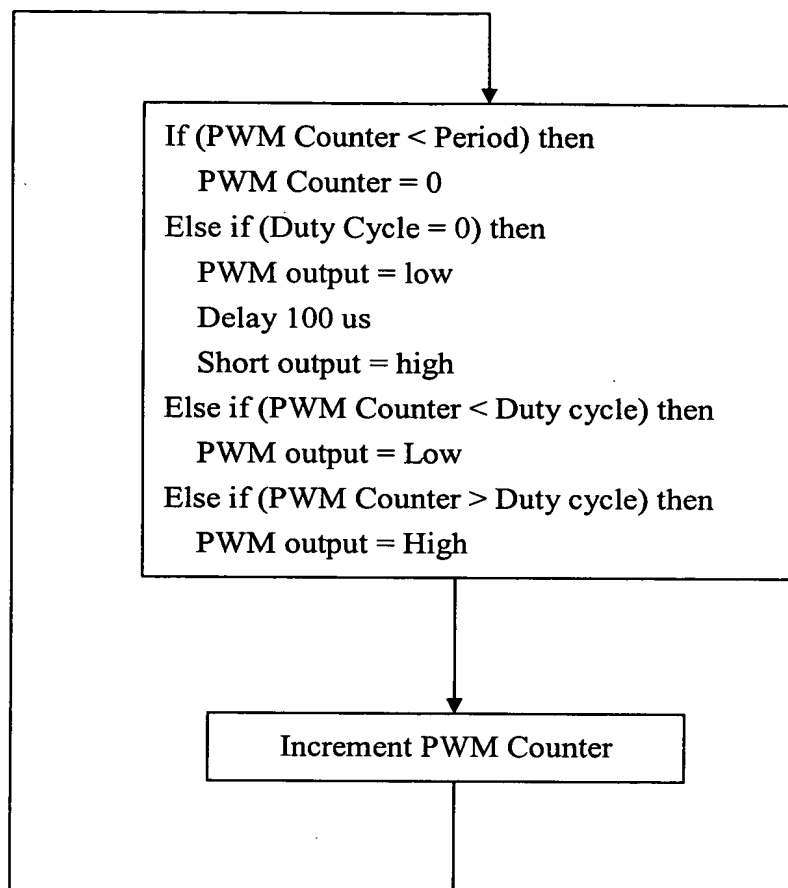 If (PWM Counter < Period) then
PWM Counter = 0
Else if (Duty Cycle = 0) then
PWM output = low
Delay 100 us
Short output = high
Else if (PWM Counter < Duty cycle) then
PWM output = Low
Else if (PWM Counter > Duty cycle) then
PWM output = High
Increment PWM Counter